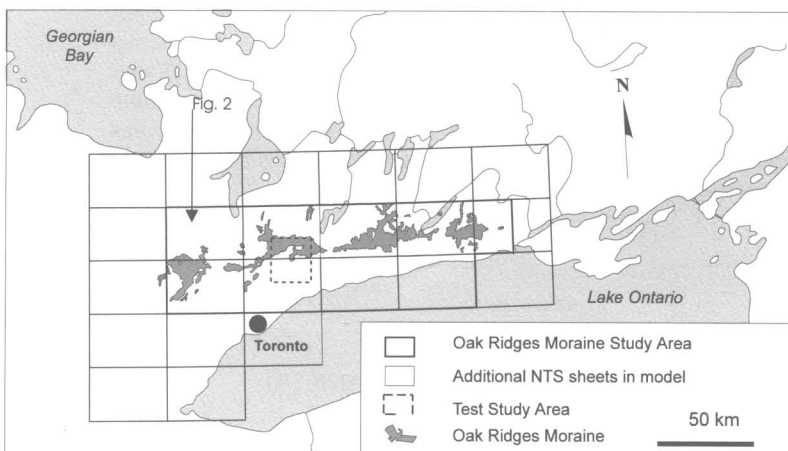 Georgian
Bay
Fig. 2
N
Lake Ontario
Toronto
Oak Ridges Moraine Study Area
Additional NTS sheets in model
Test Study Area
Oak Ridges Moraine
50 km